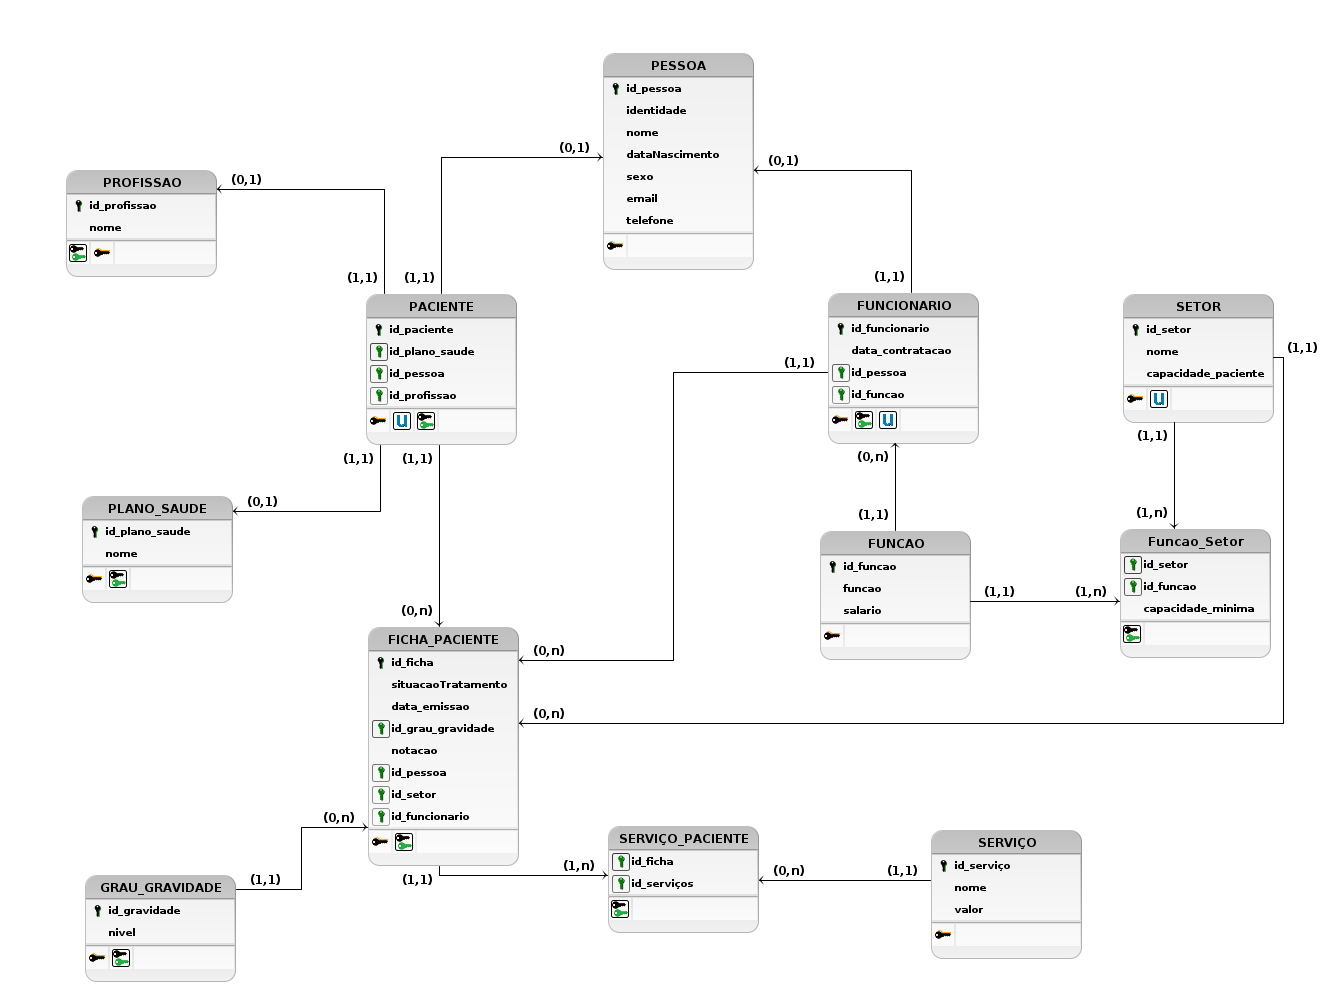 PESSOA
id_pessoa
identidade
nome
dataNascimento
sexo
email
telefone
(0,1)
(0,1)
PROFISSAO
id_profissao
nome
(0,1)
(1,1)
(1,1)
PACIENTE
id_paciente
id_plano_saude
id_pessoa
id_profissao
U
(1,1)
FUNCIONARIO
id_funcionario
data_contratacao
id_pessoa
id_funcao
U
(1,1)
SETOR
id_setor
nome
capacidade_paciente
U
(1,1)
(1,1)
(1,1)
(0,n)
(1,1)
PLANO_SAUDE
id_plano_saude
nome
(0,1)
(1,1)
(1,n)
FUNCAO
id_funcao
funcao
salario
(1,1)
(1,n)
Funcao_Setor
id_setor
id_funcao
capacidade_minima
(0,n)
FICHA_PACIENTE
id_ficha
situacaoTratamento
data_emissao
id_grau_gravidade
notacao
id_pessoa
id_setor
id_funcionario
(0,n)
(0,n)
(0,n)
(1,1)
GRAU_GRAVIDADE
id_gravidade
nivel
(1,1)
(1,n)
SERVIÇO_PACIENTE
id_ficha
id_serviços
(0,n)
(1,1)
SERVIÇO
id_serviço
nome
valor